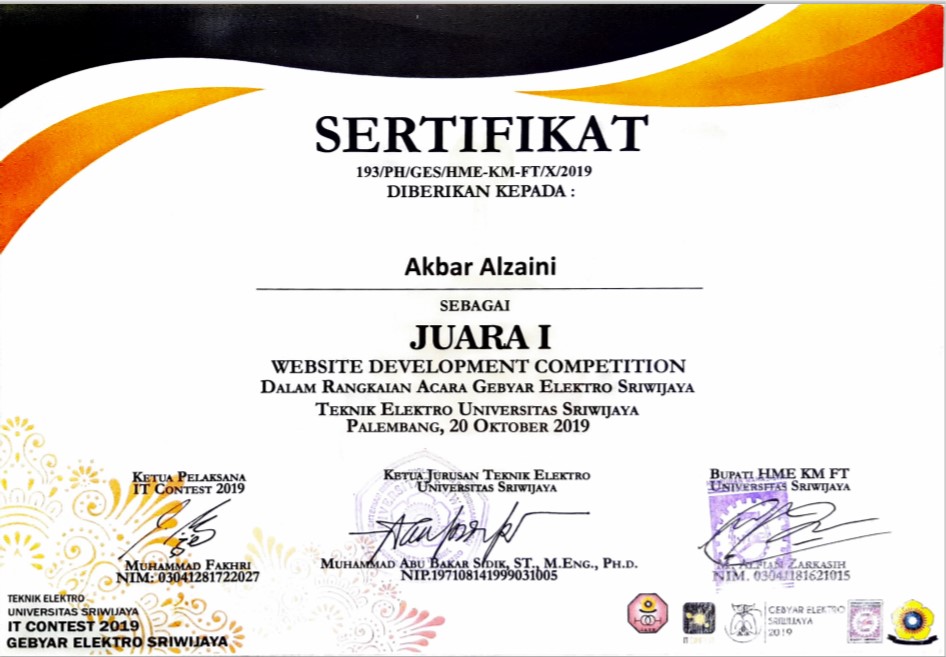 SERTIFIKAT
193/PH/GES/HME-KM-FT/X/2019
DIBERIKAN KEPADA :
Akbar Alzaini
SEBAGAI
JUARA I
WEBSITE DEVELOPMENT COMPETITION
DALAM RANGKAIAN ACARA GEBYAR ELEKTRO SRIWIJAYA
TEKNIK ELEKTRO UNIVERSITAS SRIWIJAYA
PALEMBANG, 20 OKTOBER 2019
KETUA PELAKSANA
IT CONTEST 2019
MUHAMMAD FAKHRI
NIM: 03041281722027
KETUA JURUSAN TEKNIK ELEKTRO
UNIVERSITAS SRIWIJAYA
MUHAMMAD ABU BAKAR SIDIK, ST., M.ENG., PH.D.
NIP.197108141999031005
BUPATI HME KM FT
UNIVERSITAS SRIWIJAYA
ZARKASIH
NIM. 03041181621015
TEKNIK ELEKTRO
UNIVERSITAS SRIWIJAYA
IT CONTEST 2019
GEBYAR ELEKTRO SRIWIJAYA
GEBYAR ELEKTRO
SRIWIJAYA
2019